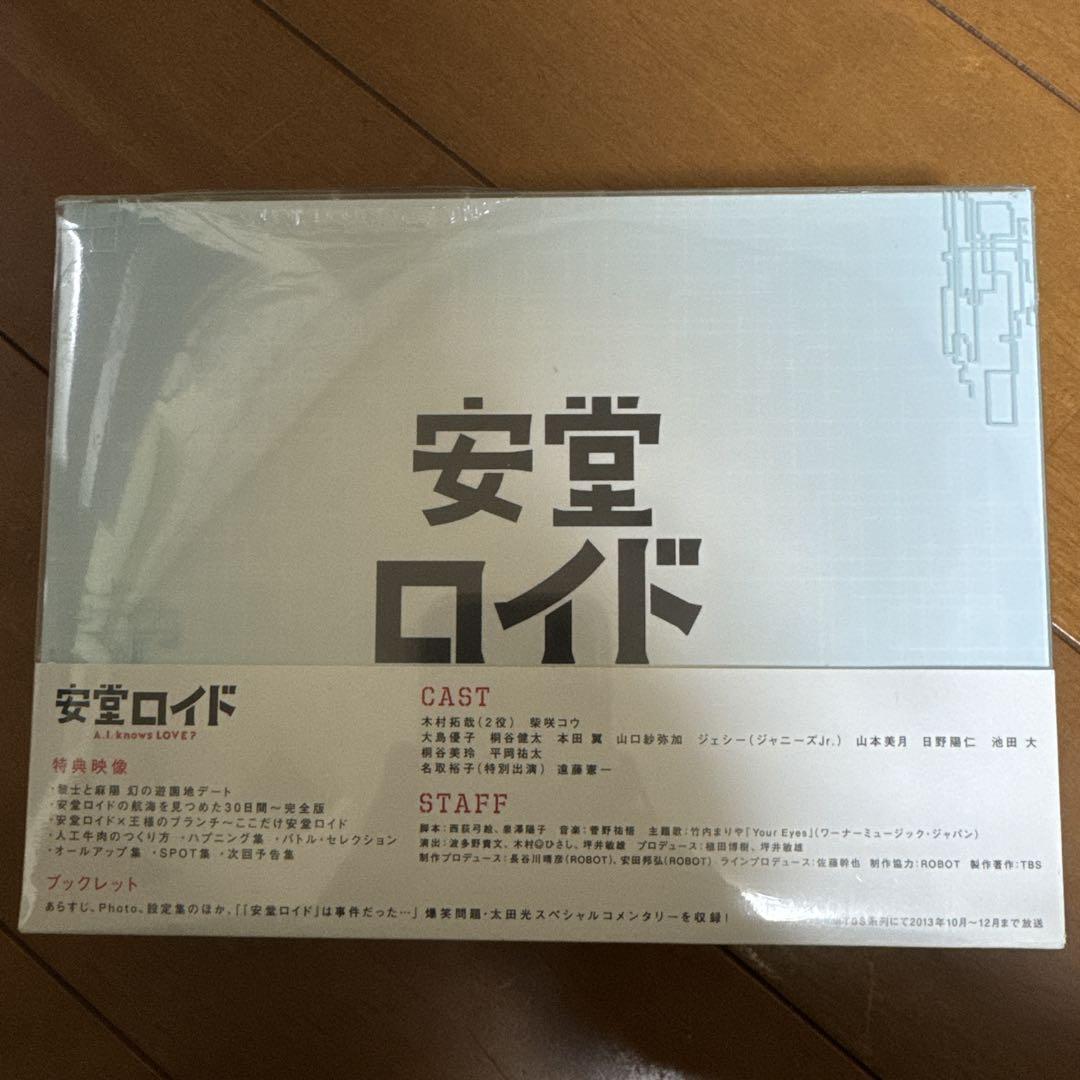 安堂
ロイド
安堂ロイド
A.I. knows LOVE?
特典映像
・黎士と麻陽 幻の遊園地デート
・安堂ロイドの航海を見つめた30日間〜完全版
・安堂ロイド×王様のブランチ〜ここだけ安堂ロイド
・人工牛肉のつくり方 ・ハプニング集 ・バトル・セレクション
・オールアップ集 ・SPOT集 ・次回予告集
ブックレット
あらすじ、Photo、設定集のほか、「「安堂ロイド」は事件だった…」 爆笑問題・太田光スペシャルコメンタリーを収録!
CAST
木村拓哉(2役) 柴咲コウ
大島優子 桐谷健太 本田 翼 山口紗弥加 ジェシー(ジャニーズJr.) 山本美月 日野陽仁 池田 大
桐谷美玲 平岡祐太
名取裕子(特別出演) 遠藤憲一
STAFF
脚本:西荻弓絵、泉澤陽子 音楽:菅野祐悟 主題歌:竹内まりや「Your Eyes」(ワーナーミュージック・ジャパン)
演出:波多野貴文、木村ひさし、坪井敏雄 プロデュース:植田博樹、坪井敏雄
制作プロデュース:長谷川晴彦(ROBOT)、安田邦弘(ROBOT) ラインプロデュース:佐藤幹也 制作協力:ROBOT 製作著作:TBS
TBS系列にて2013年10月〜12月まで放送